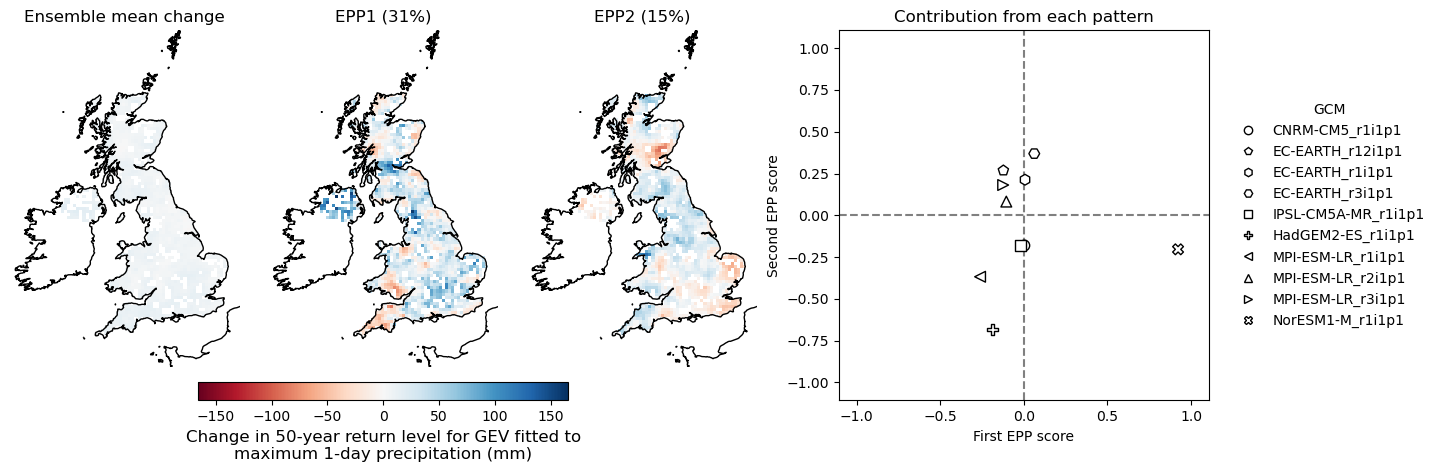 Ensemble mean change
EPP1 (31%)
EPP2 (15%)
Contribution from each pattern
−150 −100 −50 0 50 100 150
Change in 50-year return level for GEV fitted to
maximum 1-day precipitation (mm)
Second EPP score
1.00
0.75
0.50
0.25
0.00
−0.25
−0.50
−0.75
−1.00
−1.0 −0.5 0.0 0.5 1.0
First EPP score
GCM
CNRM-CM5_r1i1p1
EC-EARTH_r12i1p1
EC-EARTH_r1i1p1
EC-EARTH_r3i1p1
IPSL-CM5A-MR_r1i1p1
HadGEM2-ES_r1i1p1
MPI-ESM-LR_r1i1p1
MPI-ESM-LR_r2i1p1
MPI-ESM-LR_r3i1p1
NorESM1-M_r1i1p1